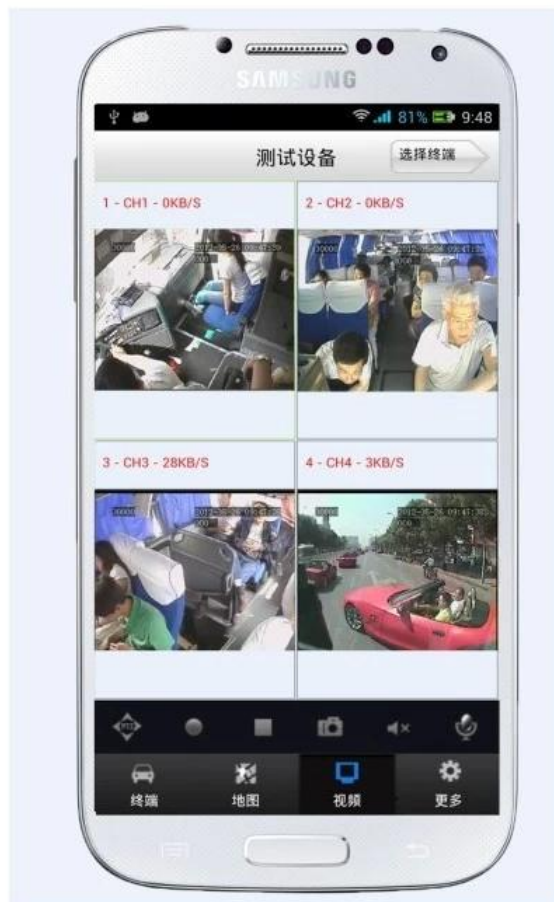 SAMSUNG
81% 9:48
测试设备
选择终端
1 - CH1 - 0KB/S
2 - CH2 - 0KB/S
3 - CH3 - 28KB/S
4 - CH4 - 3KB/S
终端
地图
视频
更多